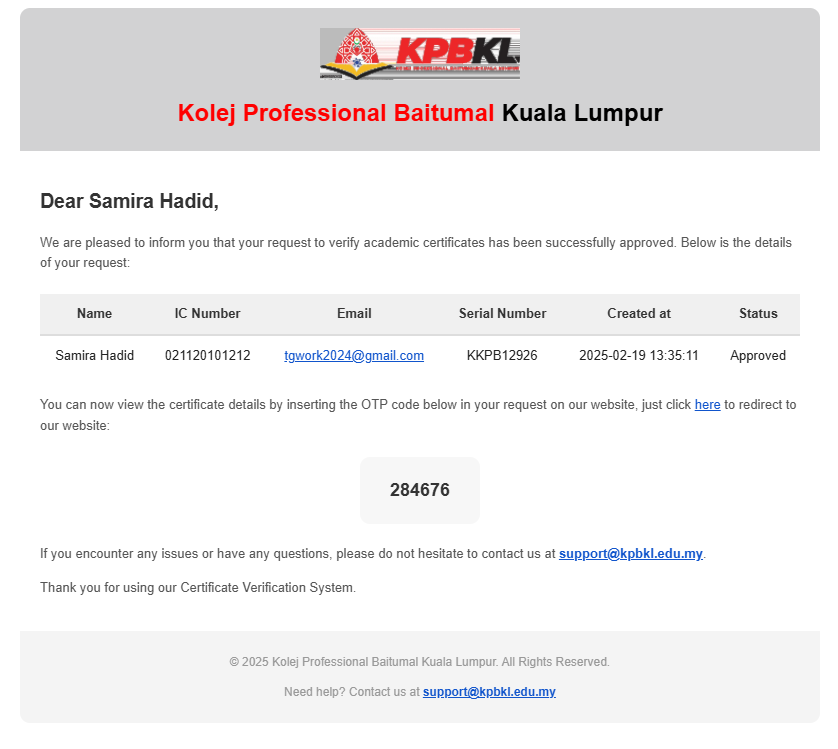 KPBKL
Kolej Professional Baitumal Kuala Lumpur
Dear Samira Hadid,
We are pleased to inform you that your request to verify academic certificates has been successfully approved. Below is the details
of your request:
Name IC Number Email Serial Number Created at Status
Samira Hadid 021120101212 tgwork2024@gmail.com KKPB12926 2025-02-19 13:35:11 Approved
You can now view the certificate details by inserting the OTP code below in your request on our website, just click here to redirect to
our website:
284676
If you encounter any issues or have any questions, please do not hesitate to contact us at support@kpbkl.edu.my.
Thank you for using our Certificate Verification System.
© 2025 Kolej Professional Baitumal Kuala Lumpur. All Rights Reserved.
Need help? Contact us at support@kpbkl.edu.my